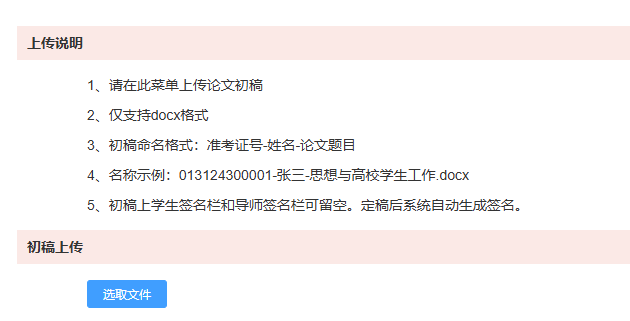 上传说明
1、请在此菜单上传论文初稿
2、仅支持docx格式
3、初稿命名格式：准考证号-姓名-论文题目
4、名称示例：013124300001-张三-思想与高校学生工作.docx
5、初稿上学生签名栏和导师签名栏可留空。定稿后系统自动生成签名。
初稿上传
选取文件